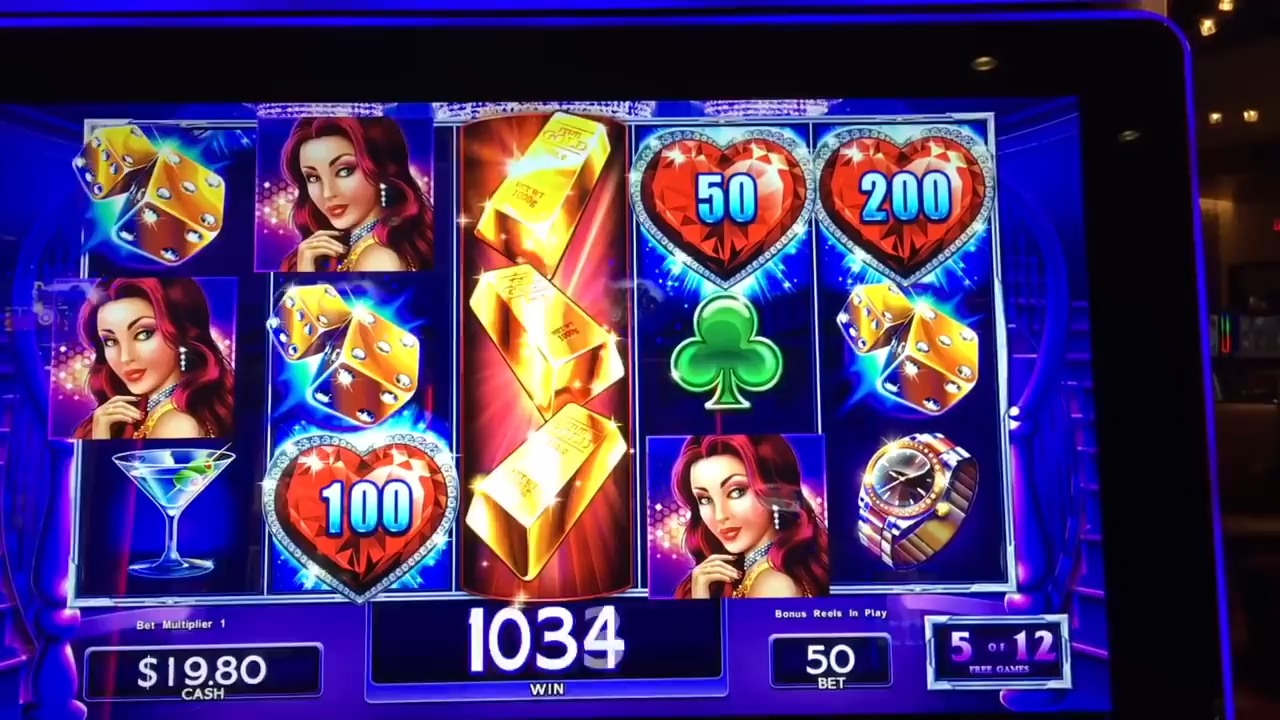 50
200
100
Bet Multiplier 1
$19.80
CASH
WIN
Bonus Reels In Play
50
BET
5 OF 12
FREE GAMES